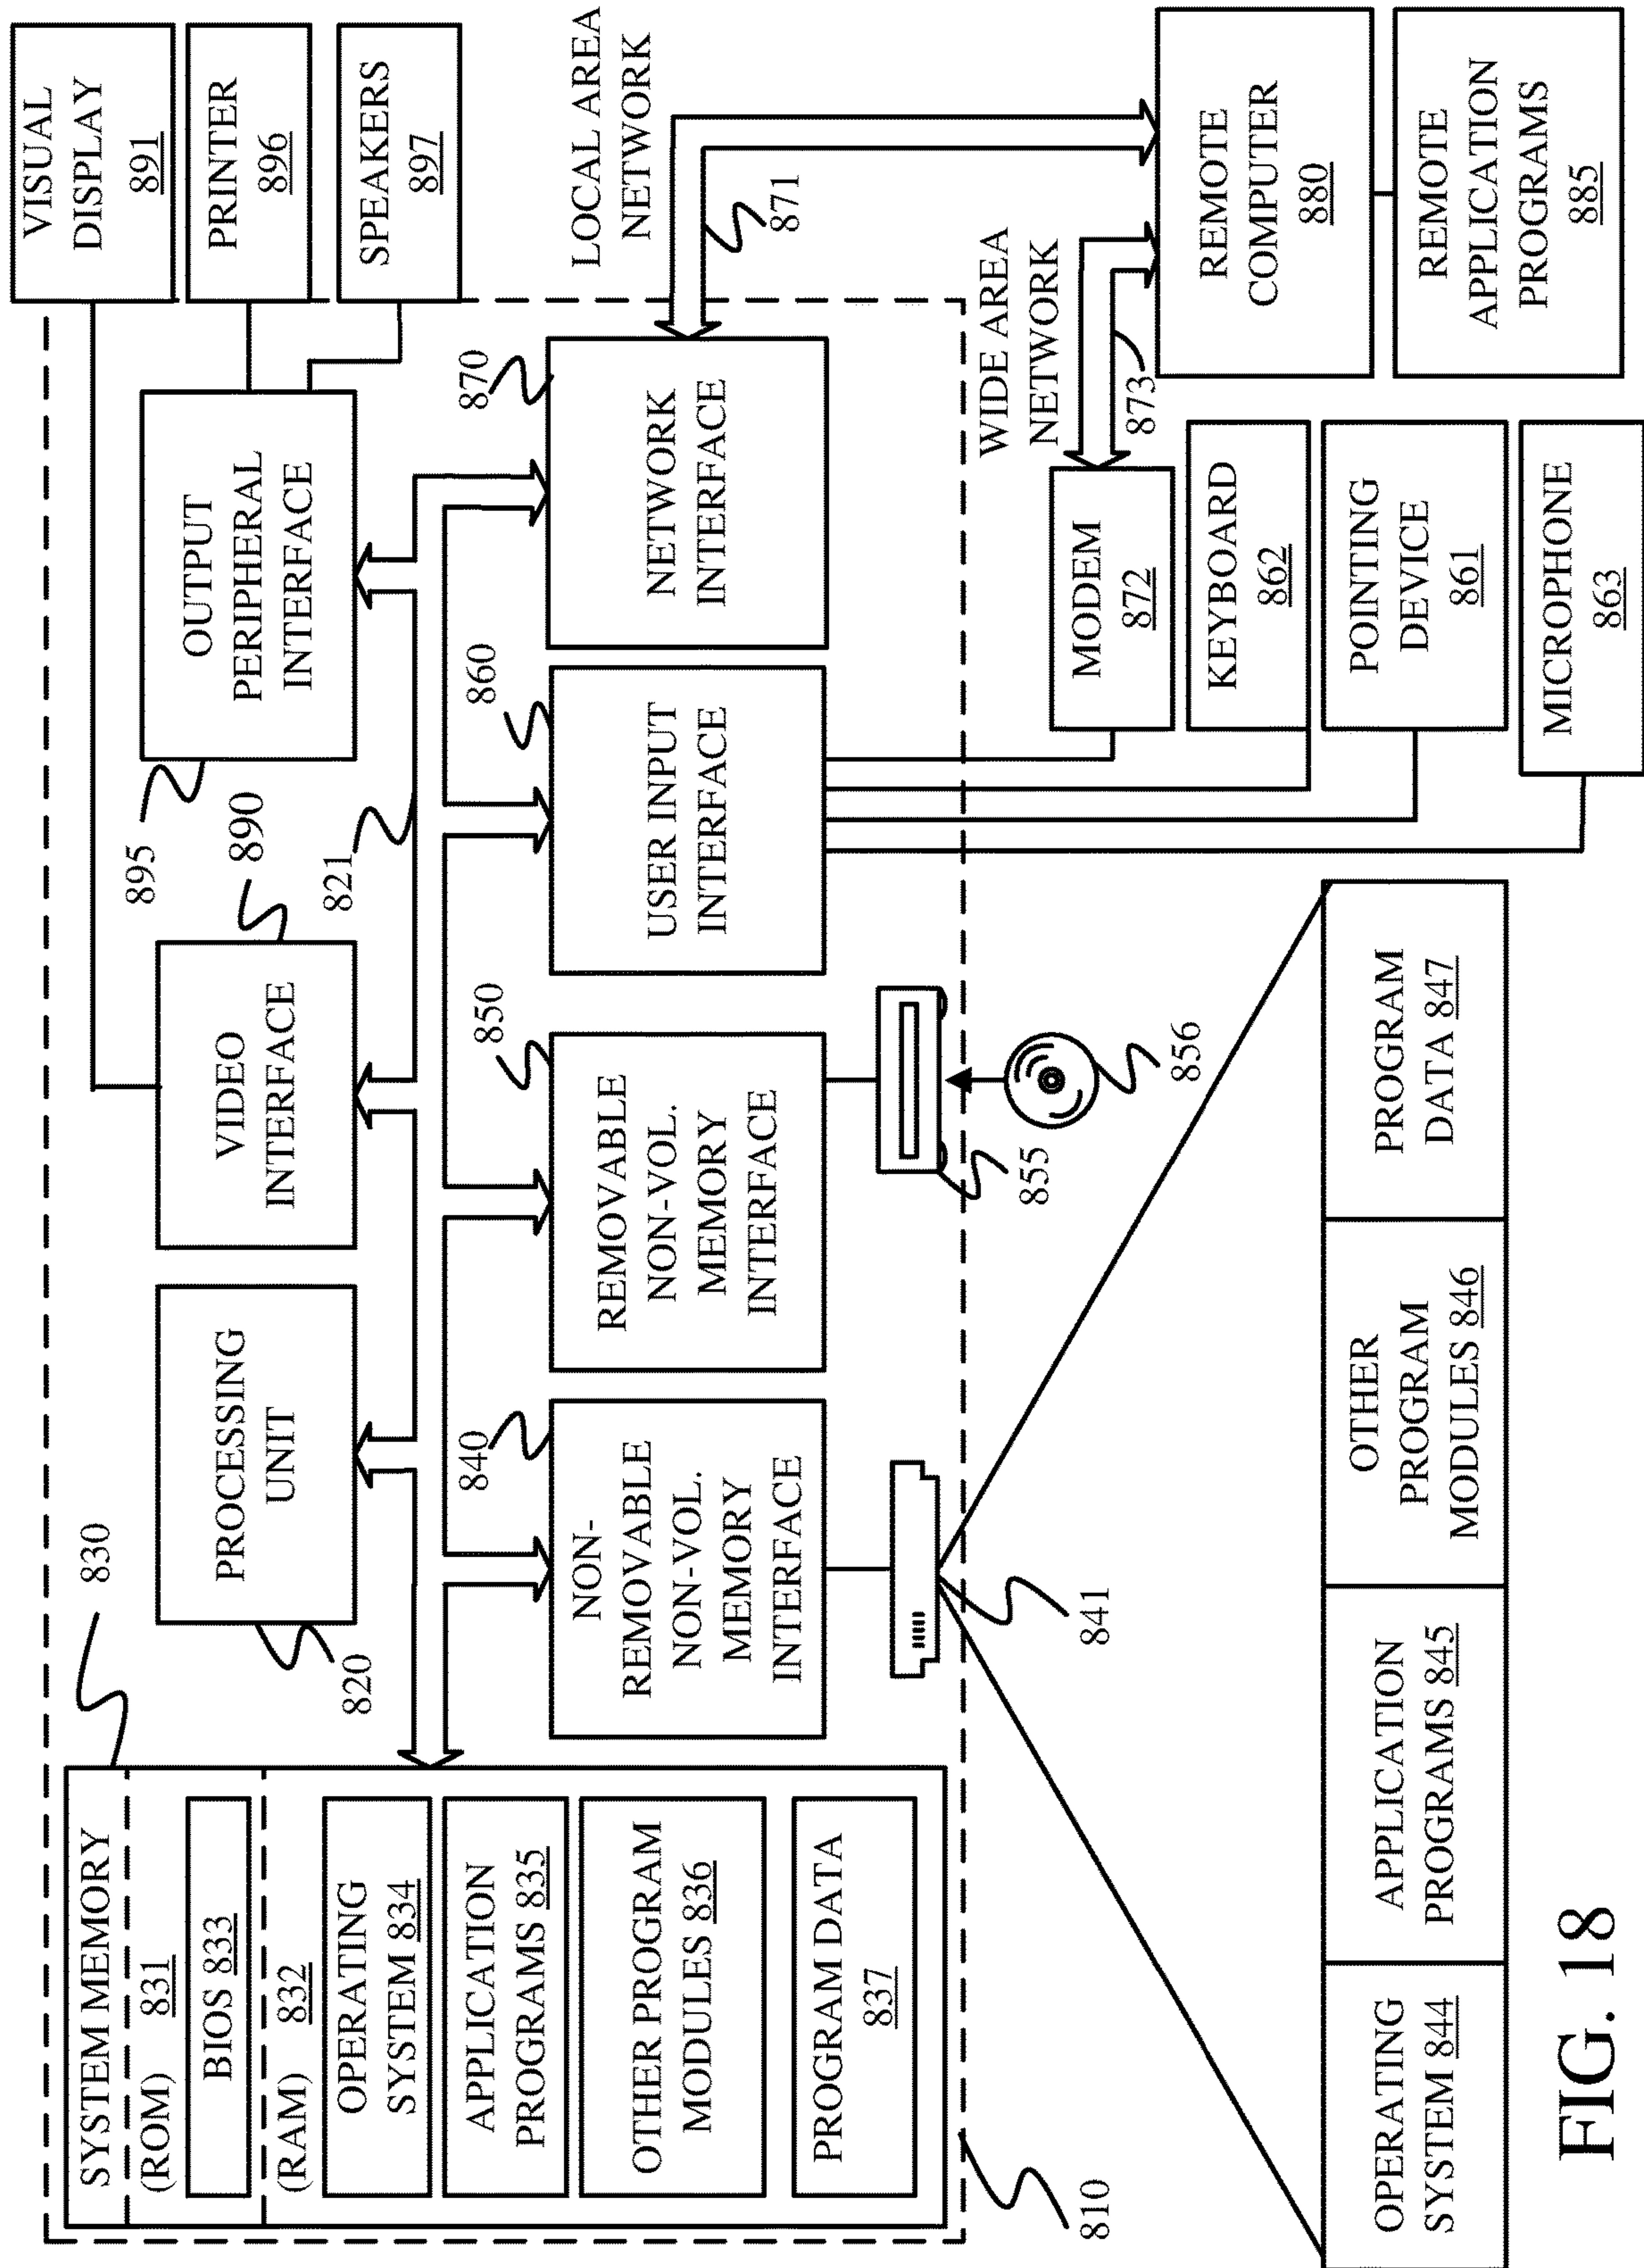 SYSTEM MEMORY
(ROM) 831
BIOS 833
(RAM) 832
OPERATING
SYSTEM 834
APPLICATION
PROGRAMS 835
OTHER PROGRAM
MODULES 836
PROGRAM DATA
837
810
830
PROCESSING
UNIT
820
VIDEO
INTERFACE
890
821
OUTPUT
PERIPHERAL
INTERFACE
895
VISUAL
DISPLAY
891
PRINTER
896
SPEAKERS
897
NON-
REMOVABLE
NON-VOL.
MEMORY
INTERFACE
840
REMOVABLE
NON-VOL.
MEMORY
INTERFACE
850
USER INPUT
INTERFACE
860
NETWORK
INTERFACE
870
LOCAL AREA
NETWORK
871
841
855
856
WIDE AREA
NETWORK
873
MODEM
872
KEYBOARD
862
POINTING
DEVICE
861
MICROPHONE
863
REMOTE
COMPUTER
880
REMOTE
APPLICATION
PROGRAMS
885
OPERATING
SYSTEM 844
APPLICATION
PROGRAMS 845
OTHER
PROGRAM
MODULES 846
PROGRAM
DATA 847
FIG. 18